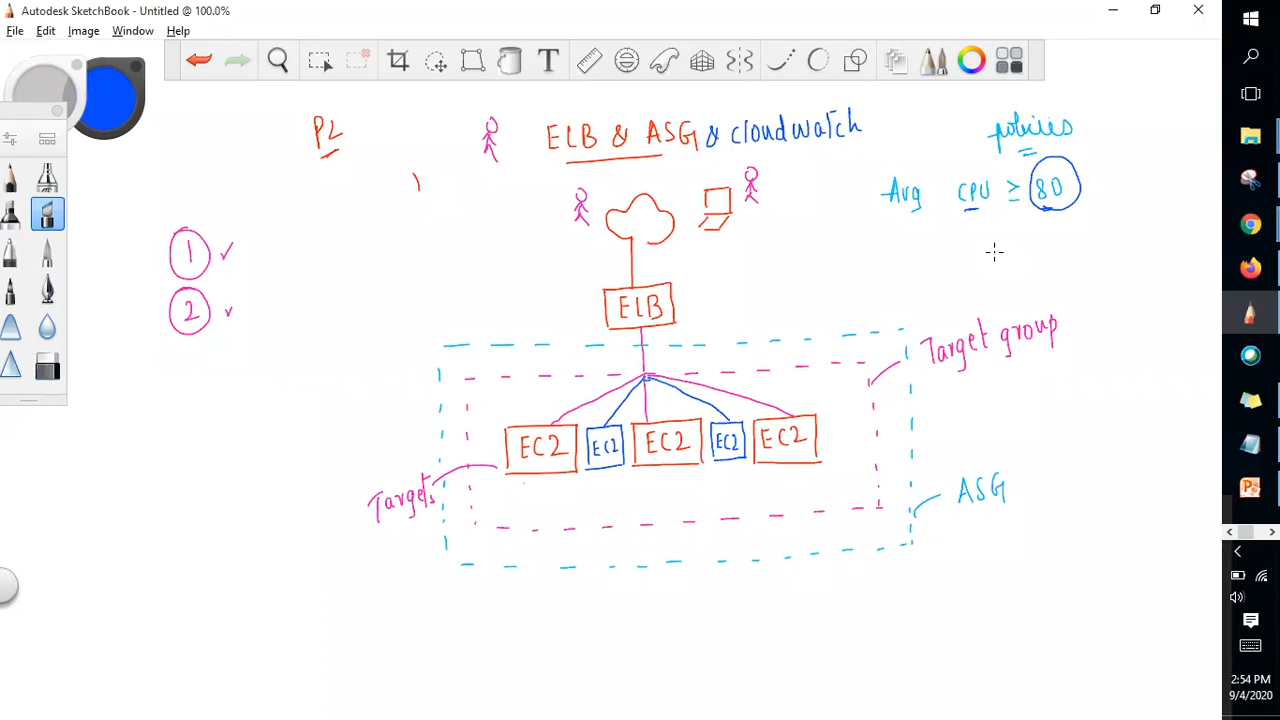 Autodesk SketchBook - Untitled @ 100.0%
File Edit Image Window Help
T
P2
ELB & ASG & cloudwatch
policies
Avg CPU ≥ 80
1
2
ELB
Target group
EC2 EC2 EC2 EC2 EC2
Targets
ASG
2:54 PM
9/4/2020